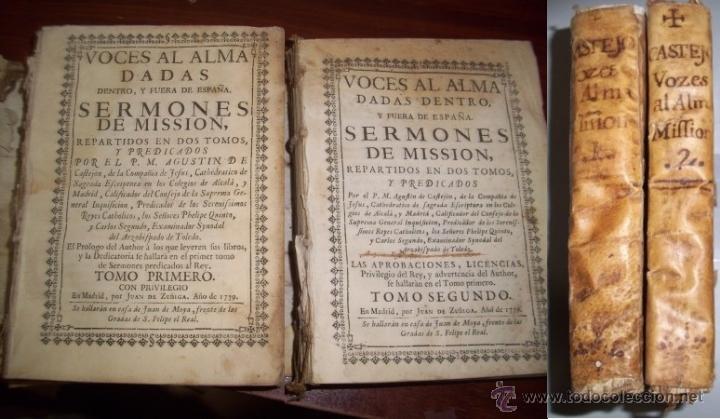 VOCES AL ALMA
DADAS
DENTRO, Y FUERA DE ESPAÑA.
SERMONES
DE MISSION,
REPARTIDOS EN DOS TOMOS,
Y PREDICADOS
POR EL P. M. AGUSTIN DE
Castejon, de la Compañia de Jesus, Cathedratico de
Sagrada Escriptura en los Colegios de Alcalà, y
Madrid, Calificador del Consejo de la Suprema General
Inquisicion, Predicador de los Serenissimos
Reyes Catholicos, los Señores Phelipe Quinto,
y Carlos Segundo, Examinador Synodal
del Arzobispado de Toledo.
El Prologo del Author à los que leyeren sus libros,
y la Dedicatoria se hallarà en el primer tomo
de Sermones predicados al Rey.
TOMO PRIMERO.
CON PRIVILEGIO
En Madrid, por JUAN DE ZUÑIGA. Año de 1739.
Se hallaràn en casa de Juan de Moya, frente de las
Gradas de S. Felipe el Real.
VOCES AL ALMA
DADAS DENTRO,
Y FUERA DE ESPAÑA.
SERMONES
DE MISSION,
REPARTIDOS EN DOS TOMOS,
Y PREDICADOS
Por el P. M. Agustin de Castejon, de la Compañia de
Jesus, Cathedratico de Sagrada Escriptura en los Colegios
de Alcalà, y Madrid, Calificador del Consejo de la
Suprema General Inquisicion, Predicador de los Serenissimos
Reyes Catholicos, los Señores Phelipe Quinto,
y Carlos Segundo, Examinador Synodal del
Arzobispado de Toledo.
LAS APROBACIONES, LICENCIAS,
Privilegio del Rey, y advertencia del Author,
se hallaràn en el Tomo primero.
TOMO SEGUNDO.
En Madrid, por JUAN DE ZUÑIGA. Año de 1739.
Se hallaràn en casa de Juan de Moya, frente de las
Gradas de S. Felipe el Real.
CASTEJO
Vozes
al Alma
Mission
2
www.todocoleccion.net